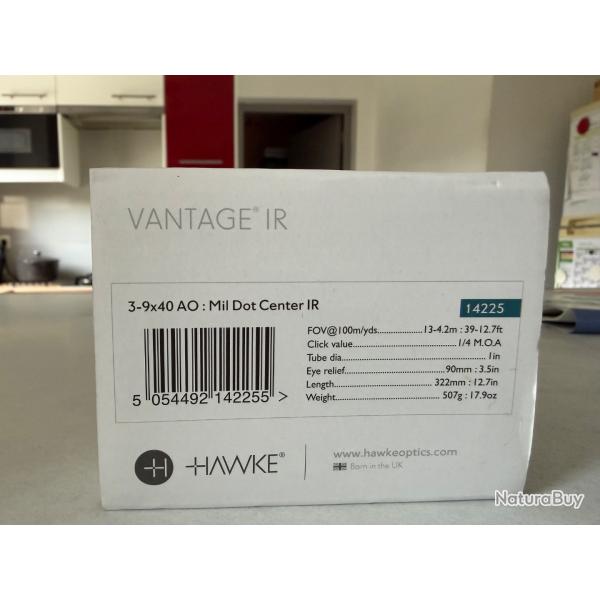 VANTAGE® IR
3-9x40 AO : Mil Dot Center IR
14225
FOV@100m/yds....................13-4.2m : 39-12.7ft
Click value....................1/4 M.O.A
Tube dia....................1in
Eye relief....................90mm : 3.5in
Length....................322mm : 12.7in
Weight....................507g : 17.9oz
5 054492 142255 >
HAWKE®
www.hawkeoptics.com
Born in the UK
NaturaBuy